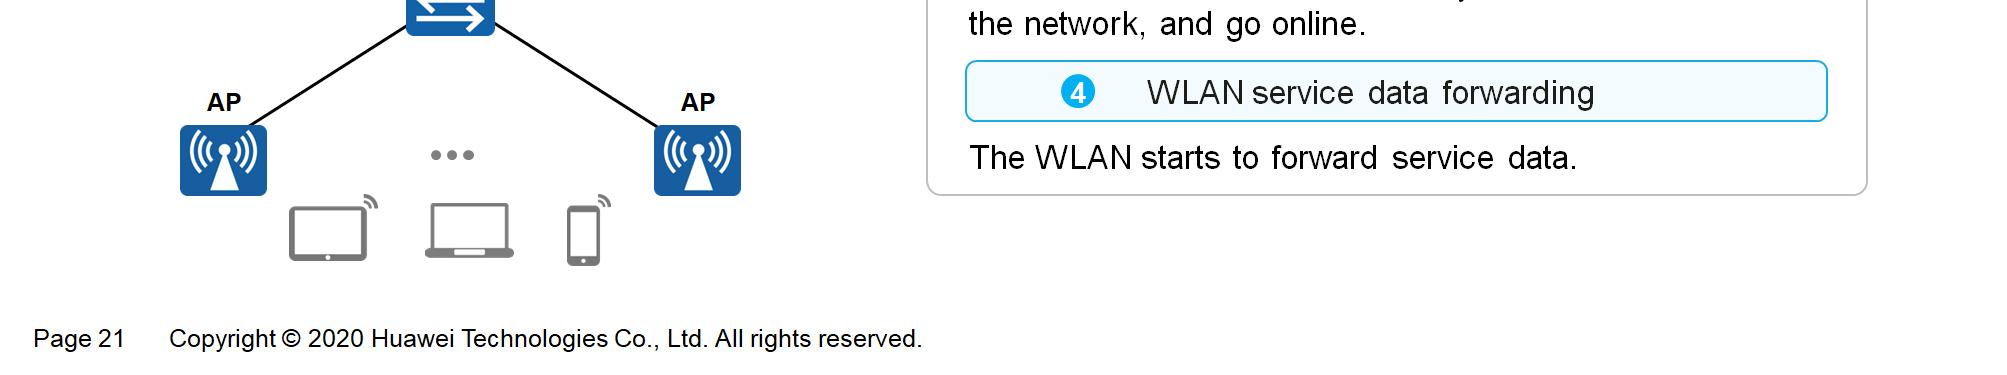 the network, and go online.
4 WLAN service data forwarding
The WLAN starts to forward service data.
AP
AP
Page 21 Copyright © 2020 Huawei Technologies Co., Ltd. All rights reserved.